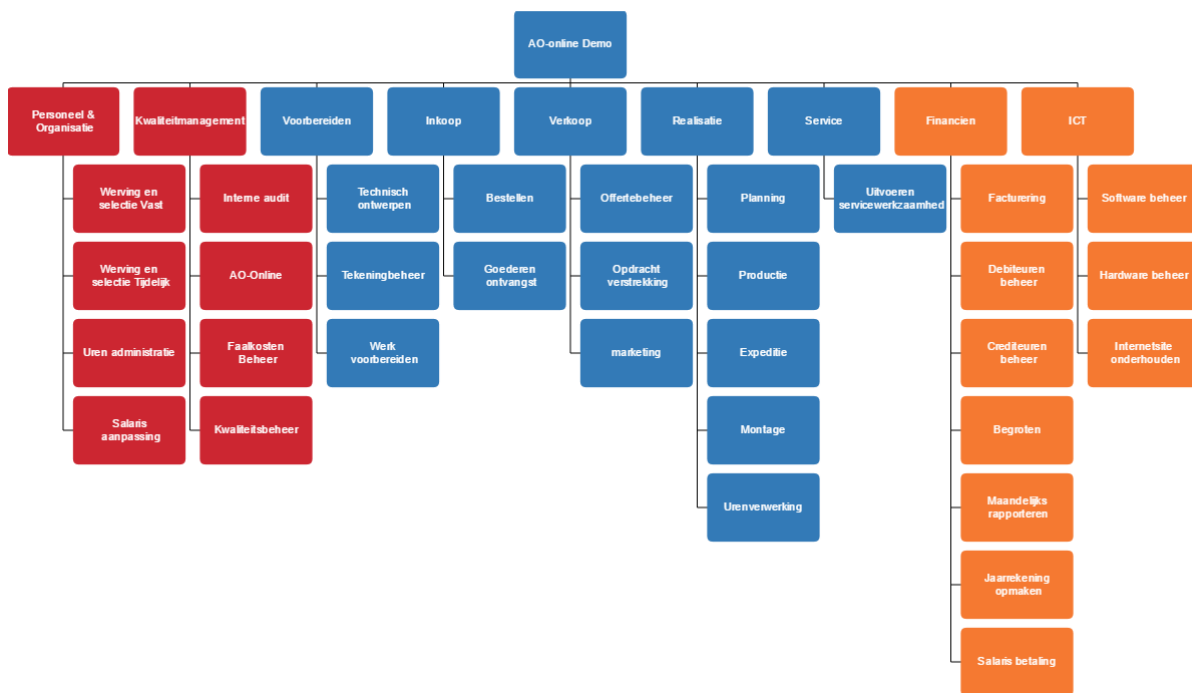 AO-online Demo
Personeel &
Organisatie
Kwaliteitmanagement
Voorbereiden
Inkoop
Verkoop
Realisatie
Service
Financien
ICT
Werving en
selectie Vast
Interne audit
Technisch
ontwerpen
Bestellen
Offertebeheer
Planning
Uitvoeren
servicewerkzaamhed
Facturering
Software beheer
Werving en
selectie Tijdelijk
AO-Online
Tekeningbeheer
Goederen
ontvangst
Opdracht
verstrekking
Productie
Debiteuren
beheer
Hardware beheer
Uren administratie
Faalkosten
Beheer
Werk
voorbereiden
marketing
Expeditie
Crediteuren
beheer
Internetsite
onderhouden
Salaris
aanpassing
Kwaliteitsbeheer
Montage
Begroten
Urenverwerking
Maandelijks
rapporteren
Jaarrekening
opmaken
Salaris betaling